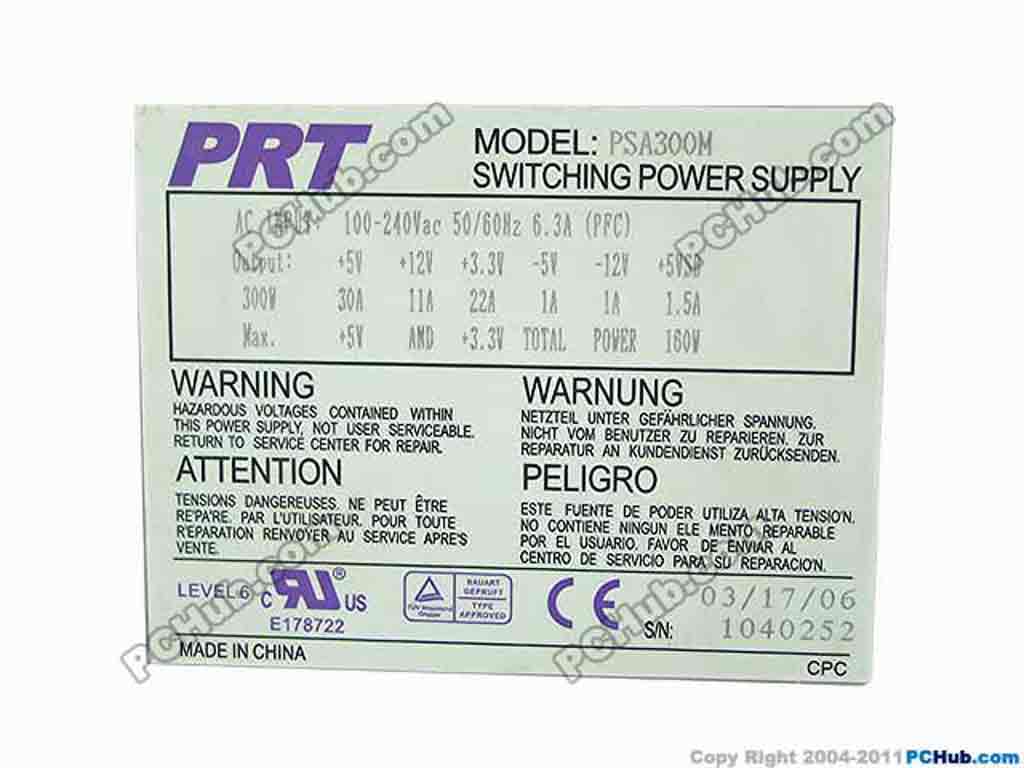 PRT
MODEL: PSA300M
SWITCHING POWER SUPPLY
AC INPUT: 100-240Vac 50/60Hz 6.3A (PFC)
Output: +5V +12V +3.3V -5V -12V +5VSB
300W 30A 11A 22A 1A 1A 1.5A
Max. +5V AND +3.3V TOTAL POWER 160W
WARNING
HAZARDOUS VOLTAGES CONTAINED WITHIN
THIS POWER SUPPLY, NOT USER SERVICEABLE.
RETURN TO SERVICE CENTER FOR REPAIR.
WARNUNG
NETZTEIL UNTER GEFÄHRLICHER SPANNUNG.
NICHT VOM BENUTZER ZU REPARIEREN. ZUR
REPARATUR AN KUNDENDIENST ZURÜCKSENDEN.
ATTENTION
TENSIONS DANGEREUSES. NE PEUT ÊTRE
RE'PA'RE. PAR L'UTILISATEUR. POUR TOUTE
R'EPARATION RENVOYER AU SERVICE APRE'S
VENTE.
PELIGRO
ESTE FUENTE DE PODER UTILIZA ALTA TENSIO'N.
NO CONTIENE NINGUN ELE MENTO REPARABLE
POR EL USUARIO. FAVOR DE ENVIAR AL
CENTRO DE SERVICIO PARA SU REPARACIO'N.
LEVEL 6 c RU ® US
E178722
TÜV Rheinland
Group
BAUART
GEPRÜFT
TYPE
APPROVED
CE
03/17/06
S/N: 1040252
MADE IN CHINA
CPC
PCHub.com
PCHub.com
PCHub.com
PCHub.com
Copy Right 2004-2011 PCHub.com